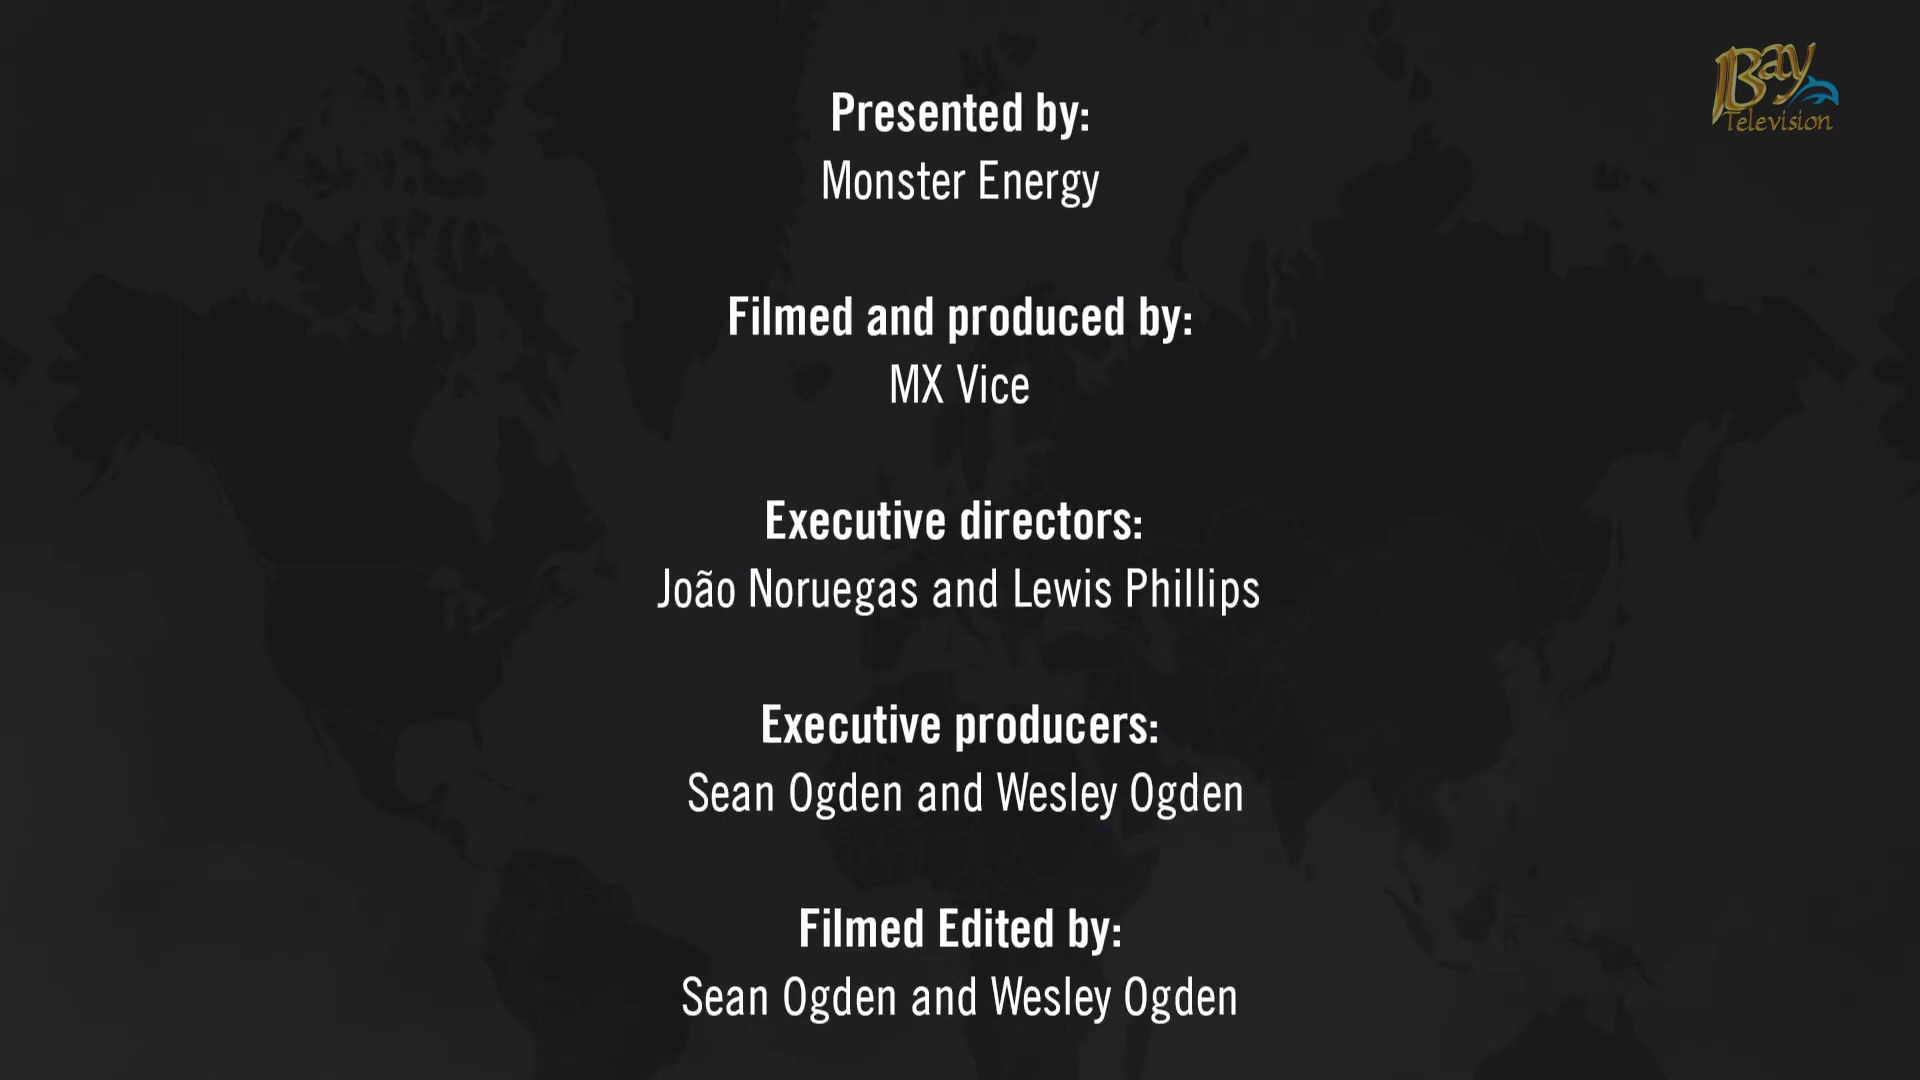 Bay
Television
Presented by:
Monster Energy
Filmed and produced by:
MX Vice
Executive directors:
João Noruegas and Lewis Phillips
Executive producers:
Sean Ogden and Wesley Ogden
Filmed Edited by:
Sean Ogden and Wesley Ogden